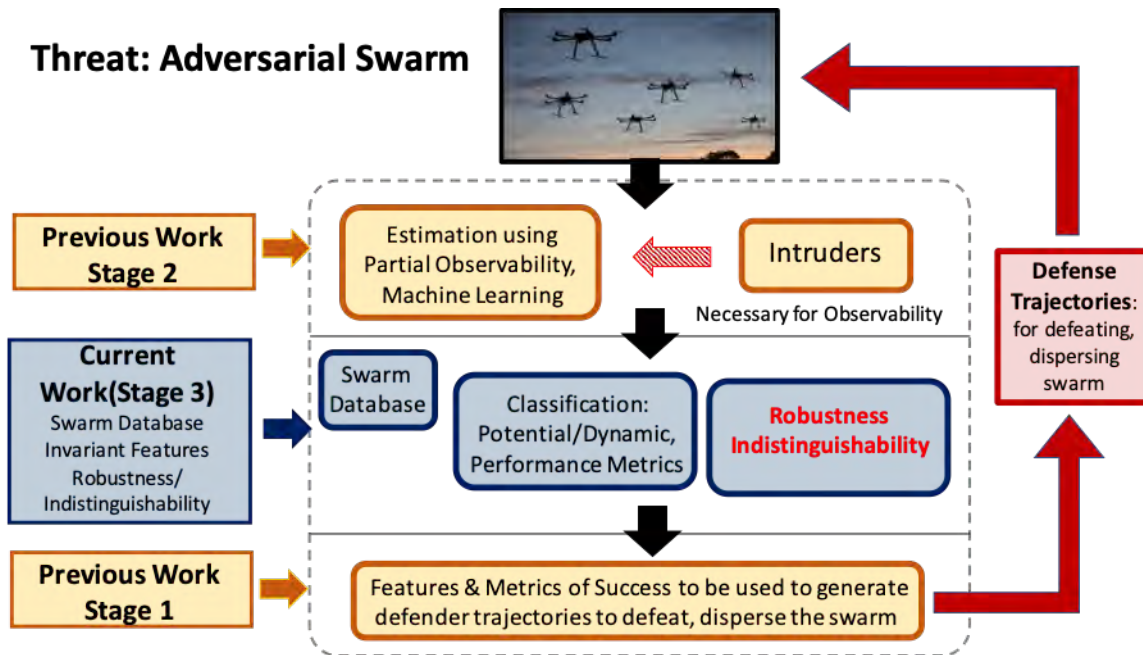 Threat: Adversarial Swarm
Previous Work
Stage 2
Estimation using
Partial Observability,
Machine Learning
Intruders
Necessary for Observability
Defense
Trajectories:
for defeating,
dispersing
swarm
Current
Work(Stage 3)
Swarm Database
Invariant Features
Robustness/
Indistinguishability
Swarm
Database
Classification:
Potential/Dynamic,
Performance Metrics
Robustness
Indistinguishability
Previous Work
Stage 1
Features & Metrics of Success to be used to generate
defender trajectories to defeat, disperse the swarm